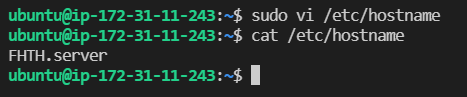 ubuntu@ip-172-31-11-243:~$ sudo vi /etc/hostname
ubuntu@ip-172-31-11-243:~$ cat /etc/hostname
FHTH.server
ubuntu@ip-172-31-11-243:~$